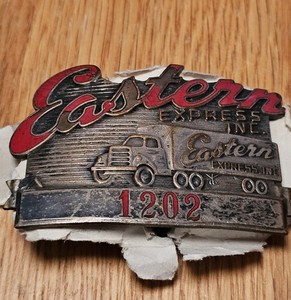 Eastern
EXPRESS
INC.
Eastern
EXPRESS INC.
1202